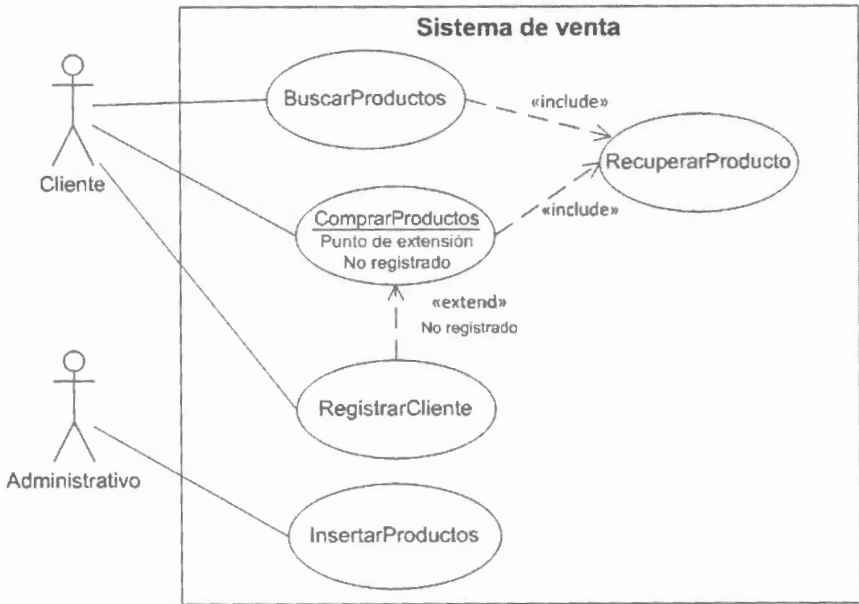 Sistema de venta
BuscarProductos
«include»
RecuperarProducto
Cliente
ComprarProductos
Punto de extensión
No registrado
«include»
«extend»
No registrado
RegistrarCliente
Administrativo
InsertarProductos